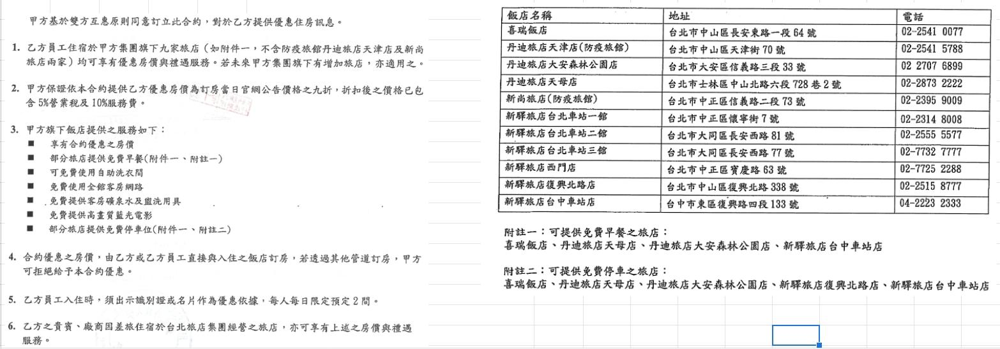 甲方基於雙方互惠原則同意訂立此合約，對於乙方提供優惠住房訊息。
1. 乙方員工住宿於甲方集團旗下九家旅店（如附件一，不含防疫旅館丹迪旅店天津店及新尚
旅店兩家）均可享有優惠房價與禮遇服務。若未來甲方集團旗下有增加旅店，亦適用之。
2. 甲方保證依本合約提供乙方優惠房價為訂房當日官網公告價格之九折，折扣後之價格已包
含 5%營業稅及 10%服務費。
3. 甲方旗下飯店提供之服務如下：
■ 享有合約優惠之房價
■ 部分旅店提供免費早餐(附件一、附註一)
■ 可免費使用自助洗衣間
■ 免費使用全館客房網路
■ 免費提供客房礦泉水及盥洗用具
■ 免費提供高畫質藍光電影
■ 部分旅店提供免費停車位(附件一、附註二)
4. 合約優惠之房價，由乙方或乙方員工直接與入住之飯店訂房，若透過其他管道訂房，甲方
可拒絕給予本合約優惠。
5. 乙方員工入住時，須出示識別證或名片作為優惠依據，每人每日限定預定 2 間。
6. 乙方之貴賓、廠商因差旅住宿於台北旅店集團經營之旅店，亦可享有上述之房價與禮遇
服務。
飯店名稱 地址 電話
喜瑞飯店 台北市中山區長安東路一段 64 號 02-2541 0077
丹迪旅店天津店(防疫旅館) 台北市中山區天津街 70 號 02-2541 5788
丹迪旅店大安森林公園店 台北市大安區信義路三段 33 號 02 2707 6899
丹迪旅店天母店 台北市士林區中山北路六段 728 巷 2 號 02-2873 2222
新尚旅店(防疫旅館) 台北市中正區信義路二段 73 號 02-2395 9009
新驛旅店台北車站一館 台北市中正區懷寧街 7 號 02-2314 8008
新驛旅店台北車站二館 台北市大同區長安西路 81 號 02-2555 5577
新驛旅店台北車站三館 台北市大同區長安西路 77 號 02-7732 7777
新驛旅店西門店 台北市中正區寶慶路 63 號 02-7725 2288
新驛旅店復興北路店 台北市中山區復興北路 338 號 02-2515 8777
新驛旅店台中車站店 台中市東區復興路四段 133 號 04-2223 2333
附註一：可提供免費早餐之旅店：
喜瑞飯店、丹迪旅店天母店、丹迪旅店大安森林公園店、新驛旅店台中車站店
附註二：可提供免費停車之旅店：
喜瑞飯店、丹迪旅店天母店、丹迪旅店大安森林公園店、新驛旅店復興北路店、新驛旅店台中車站店